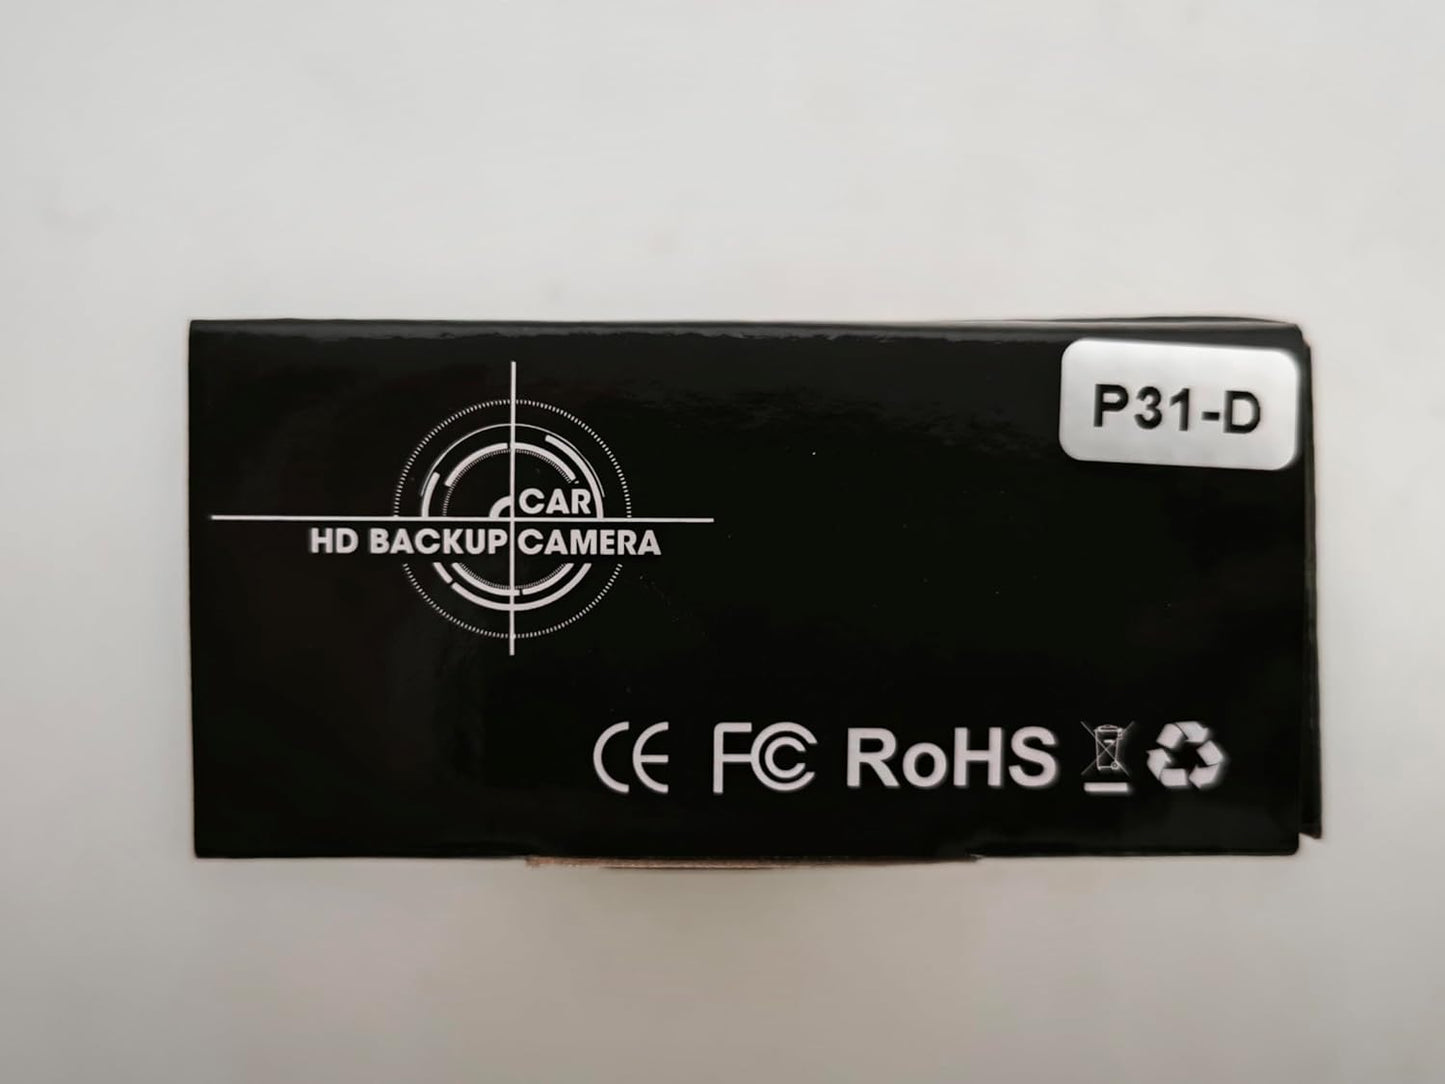 P31-D
CAR
HD BACKUP CAMERA
CE FC RoHS